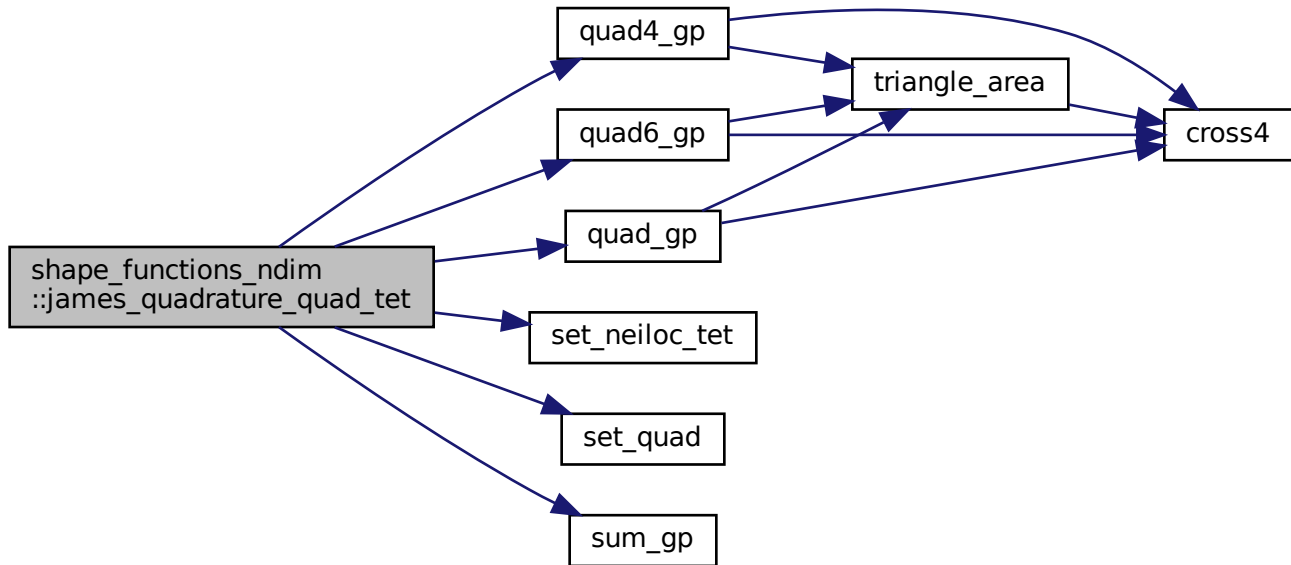 quad4_gp
triangle_area
quad6_gp
cross4
quad_gp
shape_functions_ndim
::james_quadrature_quad_tet
set_neiloc_tet
set_quad
sum_gp